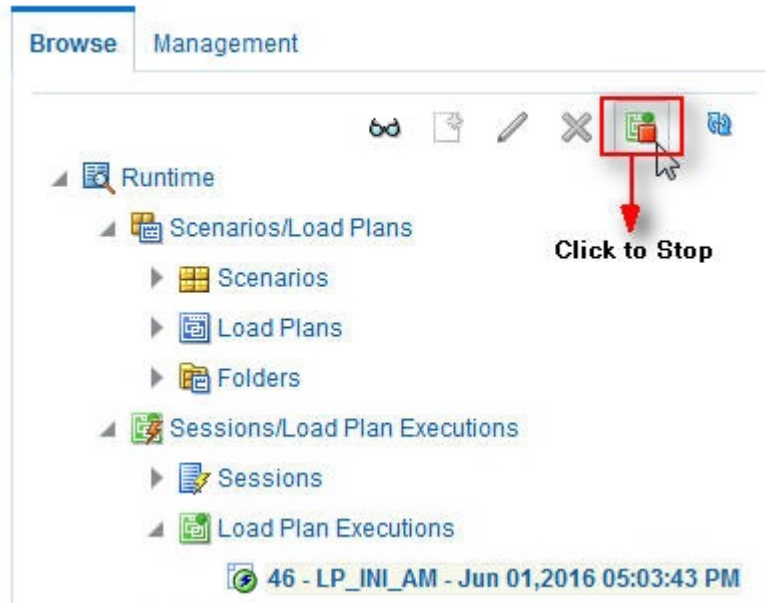 Browse Management
Runtime
Scenarios/Load Plans
Click to Stop
Scenarios
Load Plans
Folders
Sessions/Load Plan Executions
Sessions
Load Plan Executions
46 - LP_INI_AM - Jun 01,2016 05:03:43 PM